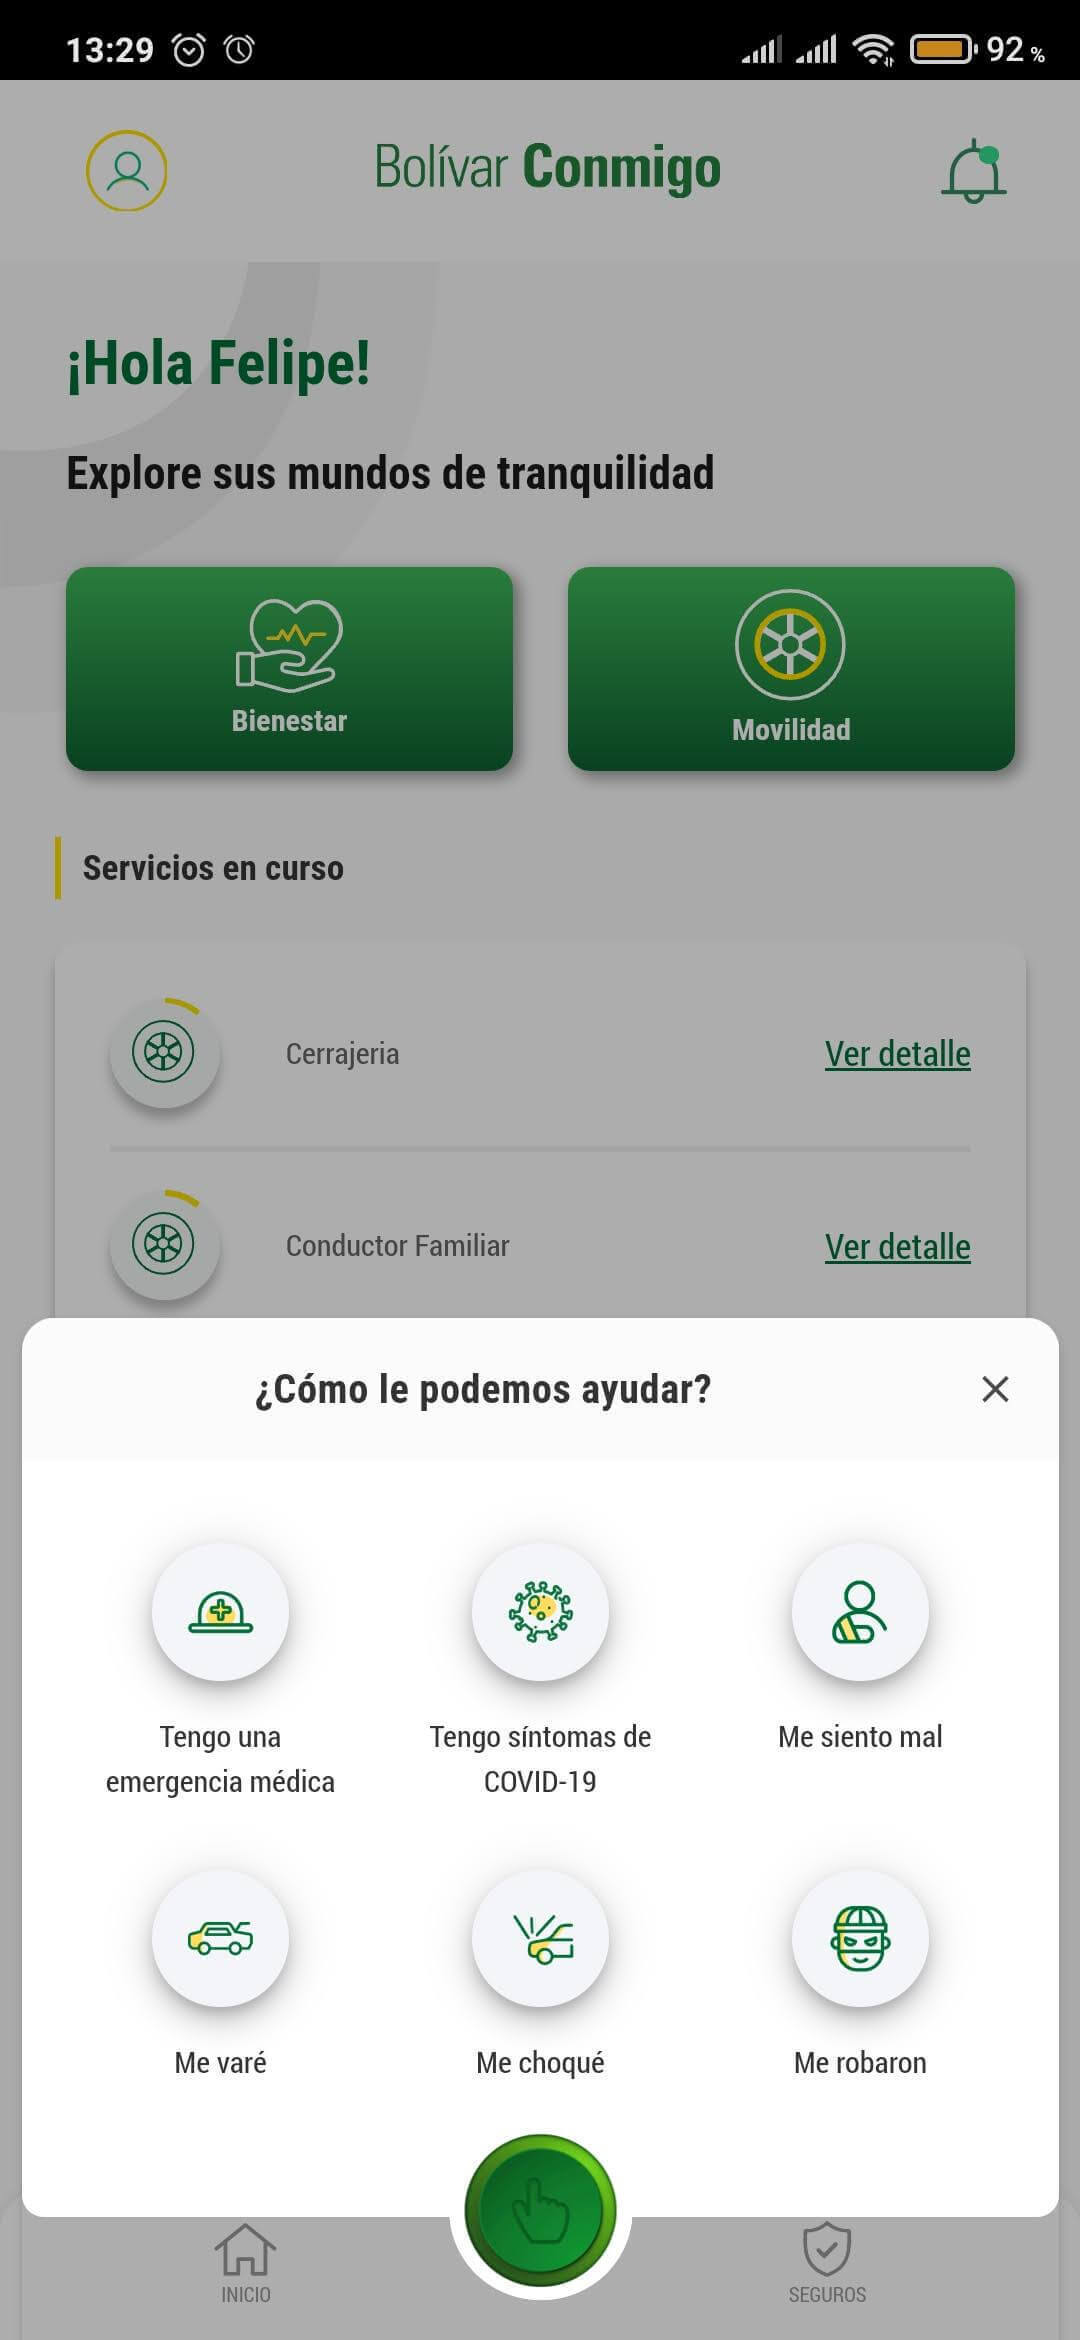 13:29
92 %
Bolívar Conmigo
¡Hola Felipe!
Explore sus mundos de tranquilidad
Bienestar
Movilidad
Servicios en curso
Cerrajeria
Ver detalle
Conductor Familiar
Ver detalle
¿Cómo le podemos ayudar?
Tengo una
emergencia médica
Tengo síntomas de
COVID-19
Me siento mal
Me varé
Me choqué
Me robaron
INICIO
SEGUROS